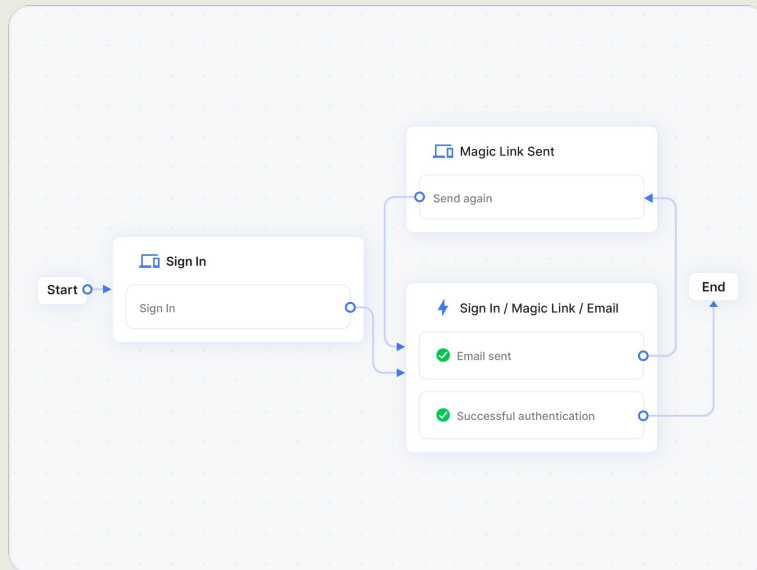 Start
Sign In
Sign In
Magic Link Sent
Send again
Sign In / Magic Link / Email
Email sent
Successful authentication
End